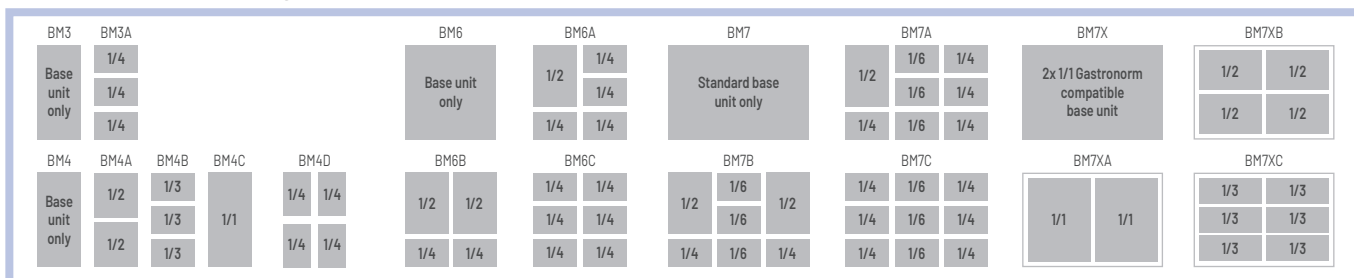 BM3 BM3A BM6 BM6A BM7 BM7A BM7X BM7XB
Base
unit
only
1/4
1/4
1/4
Base unit
only
1/2 1/4
1/4
1/4 1/4
Standard base
unit only
1/2 1/6 1/4
1/6 1/4
1/4 1/6 1/4
2x 1/1 Gastronorm
compatible
base unit
1/2 1/2
1/2 1/2
BM4 BM4A BM4B BM4C BM4D BM6B BM6C BM7B BM7C BM7XA BM7XC
Base
unit
only
1/2
1/2
1/3
1/3
1/3
1/1
1/4 1/4
1/4 1/4
1/2 1/2
1/4 1/4
1/4 1/4
1/4 1/4
1/4 1/4
1/2 1/6 1/2
1/6
1/4 1/6 1/4
1/4 1/6 1/4
1/4 1/6 1/4
1/4 1/6 1/4
1/1 1/1
1/3 1/3
1/3 1/3
1/3 1/3